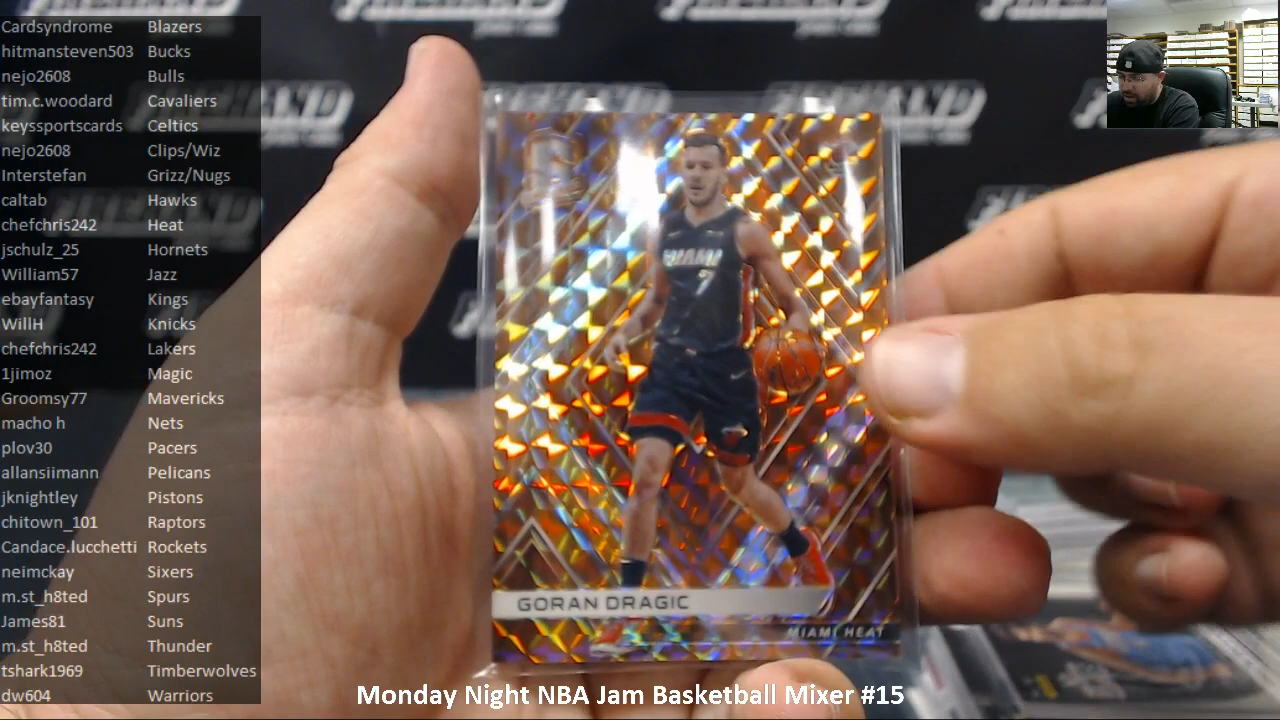 Cardsyndrome Blazers
hitmansteven503 Bucks
nejo2608 Bulls
tim.c.woodard Cavaliers
keyssportscards Celtics
nejo2608 Clips/Wiz
Interstefan Grizz/Nugs
caltab Hawks
chefchris242 Heat
jschulz_25 Hornets
William57 Jazz
ebayfantasy Kings
WillH Knicks
chefchris242 Lakers
1jimoz Magic
Groomsy77 Mavericks
macho h Nets
plov30 Pacers
allansiimann Pelicans
jknightley Pistons
chitown_101 Raptors
Candace.lucchetti Rockets
neimckay Sixers
m.st_h8ted Spurs
James81 Suns
m.st_h8ted Thunder
tshark1969 Timberwolves
dw604 Warriors
MIAMI
7
GORAN DRAGIC
MIAMI HEAT
Monday Night NBA Jam Basketball Mixer #15